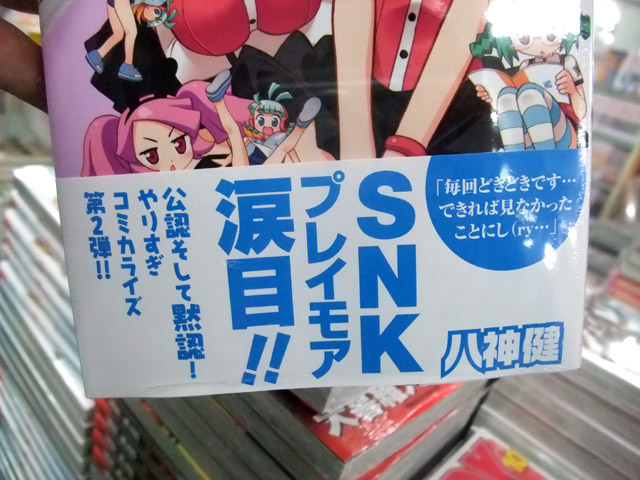 「毎回どきどきです…
できれば見なかった
ことにし(ry…」
SNK
プレイモア
涙目!!
公認そして黙認!
やりすぎ
コミカライズ
第2弾!!
八神健